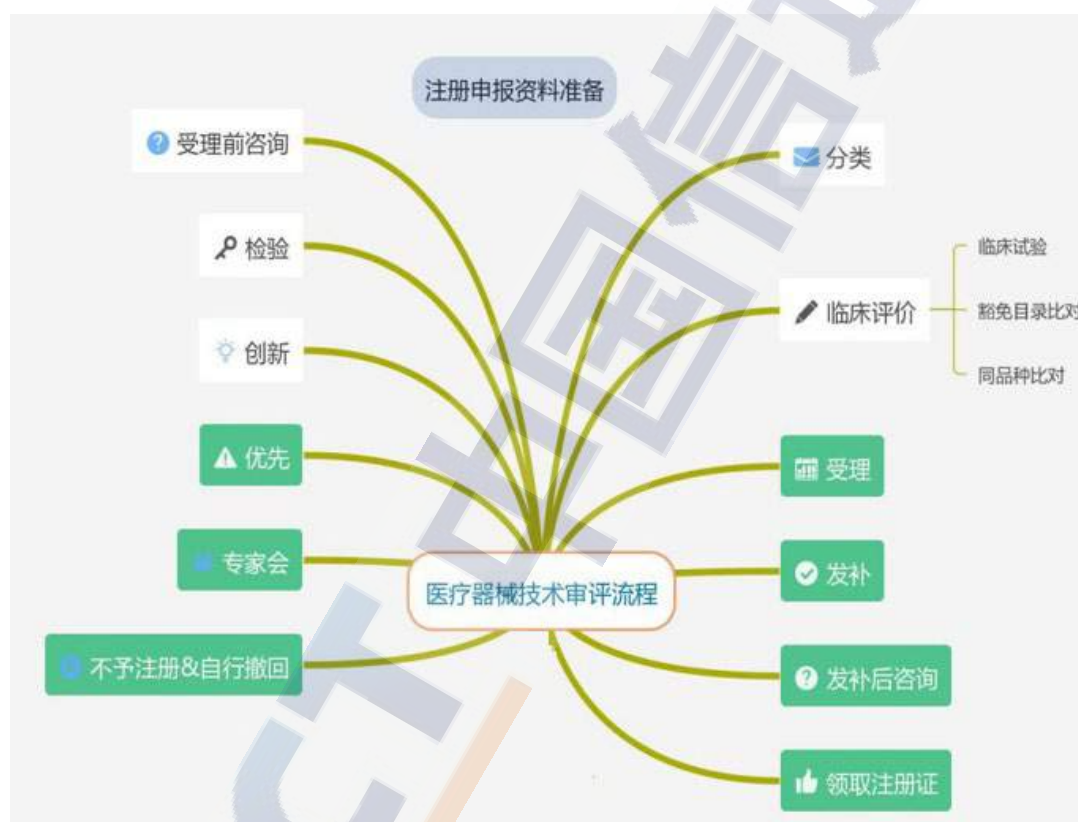 注册申报资料准备
受理前咨询
检验
创新
优先
专家会
不予注册&自行撤回
医疗器械技术审评流程
分类
临床评价
临床试验
豁免目录比对
同品种比对
受理
发补
发补后咨询
领取注册证